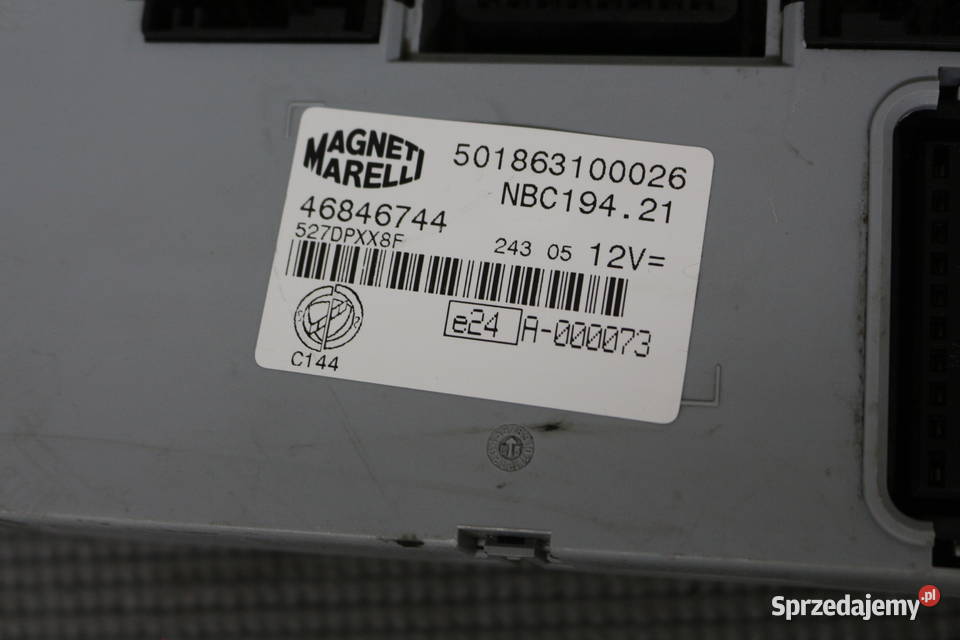 MAGNETI
MARELLI
501863100026
NBC194.21
46846744
527DPXX8F
243 05 12V=
e24 A-000073
C144
Sprzedajemy.pl